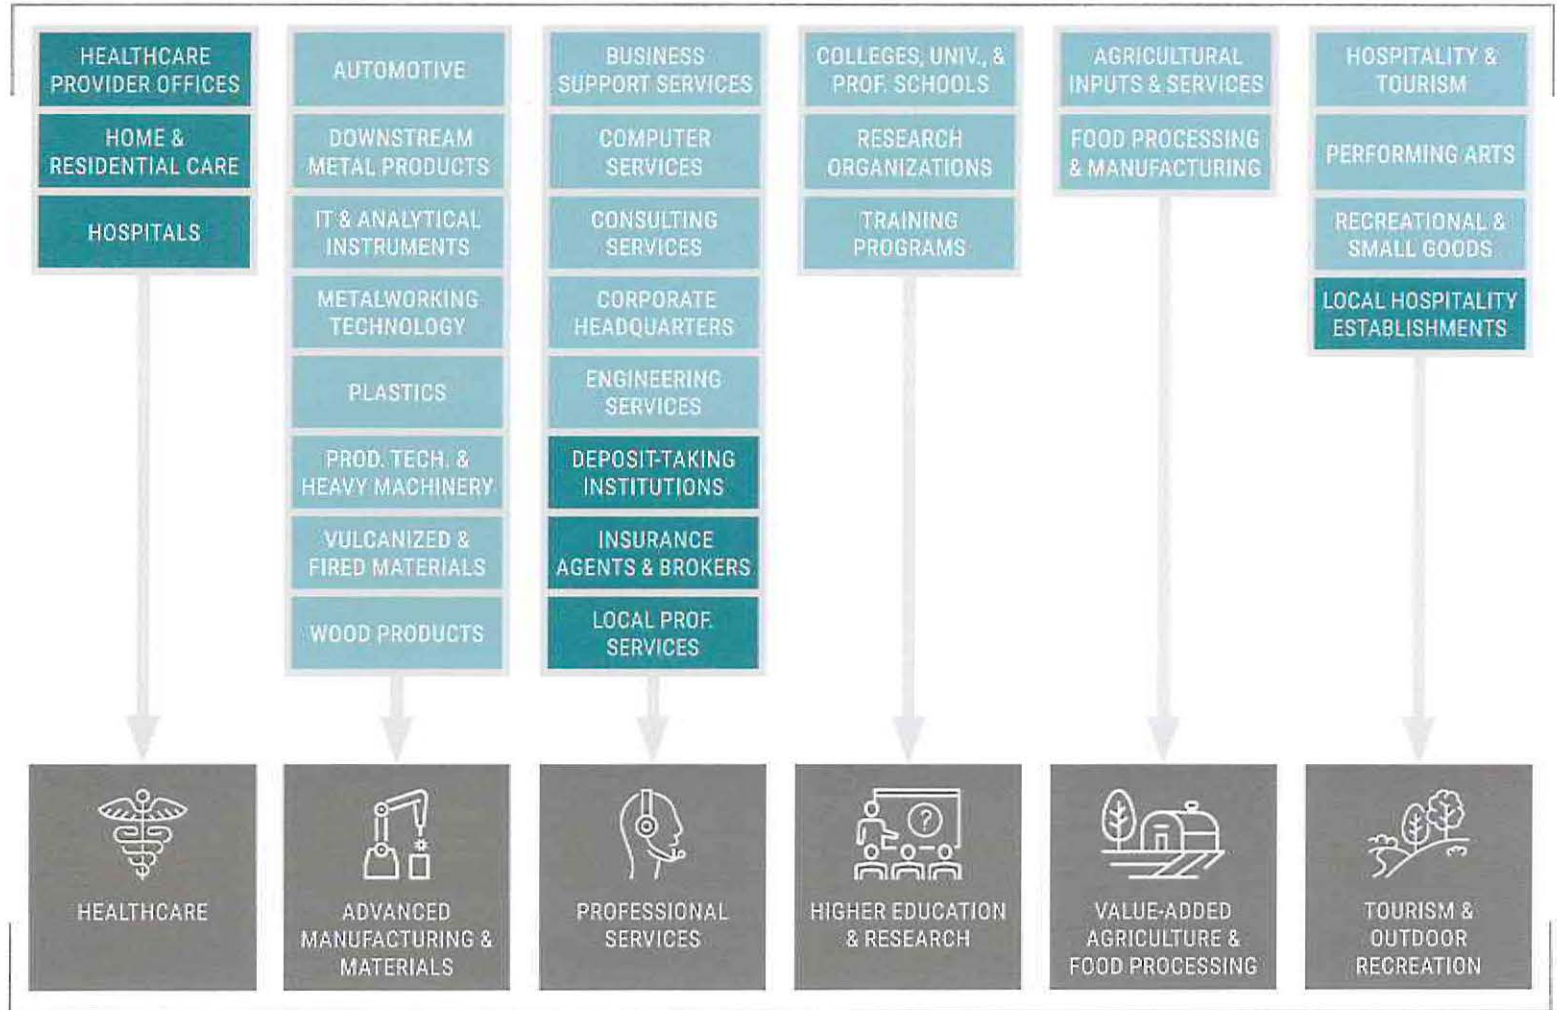 HEALTHCARE
PROVIDER OFFICES
HOME &
RESIDENTIAL CARE
HOSPITALS
AUTOMOTIVE
DOWNSTREAM
METAL PRODUCTS
IT & ANALYTICAL
INSTRUMENTS
METALWORKING
TECHNOLOGY
PLASTICS
PROD. TECH. &
HEAVY MACHINERY
VULCANIZED &
FIRED MATERIALS
WOOD PRODUCTS
BUSINESS
SUPPORT SERVICES
COMPUTER
SERVICES
CONSULTING
SERVICES
CORPORATE
HEADQUARTERS
ENGINEERING
SERVICES
DEPOSIT-TAKING
INSTITUTIONS
INSURANCE
AGENTS & BROKERS
LOCAL PROF.
SERVICES
COLLEGES, UNIV., &
PROF. SCHOOLS
RESEARCH
ORGANIZATIONS
TRAINING
PROGRAMS
AGRICULTURAL
INPUTS & SERVICES
FOOD PROCESSING
& MANUFACTURING
HOSPITALITY &
TOURISM
PERFORMING ARTS
RECREATIONAL &
SMALL GOODS
LOCAL HOSPITALITY
ESTABLISHMENTS
HEALTHCARE
ADVANCED
MANUFACTURING &
MATERIALS
PROFESSIONAL
SERVICES
?
HIGHER EDUCATION
& RESEARCH
VALUE-ADDED
AGRICULTURE &
FOOD PROCESSING
TOURISM &
OUTDOOR
RECREATION